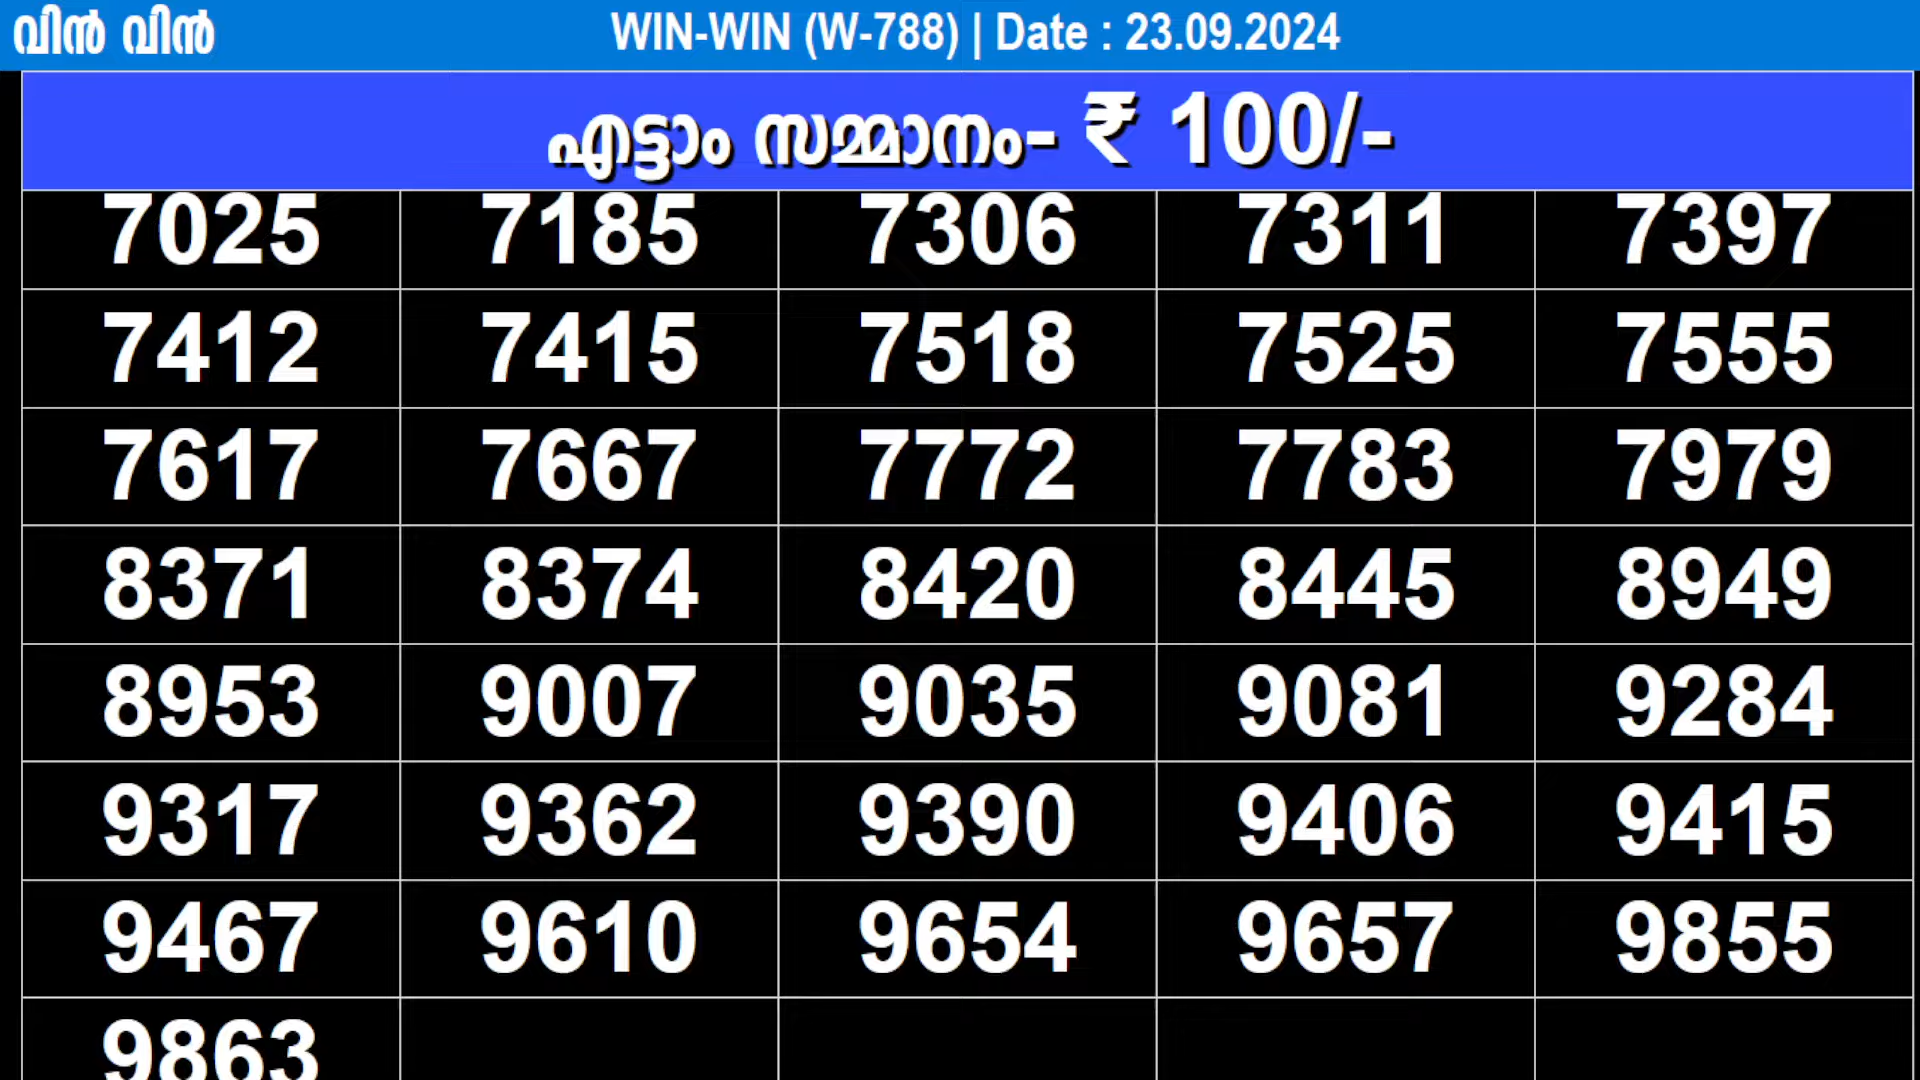 വിൻ വിൻ WIN-WIN (W-788) | Date : 23.09.2024
എട്ടാം സമ്മാനം- ₹ 100/-
7025 7185 7306 7311 7397
7412 7415 7518 7525 7555
7617 7667 7772 7783 7979
8371 8374 8420 8445 8949
8953 9007 9035 9081 9284
9317 9362 9390 9406 9415
9467 9610 9654 9657 9855
9863